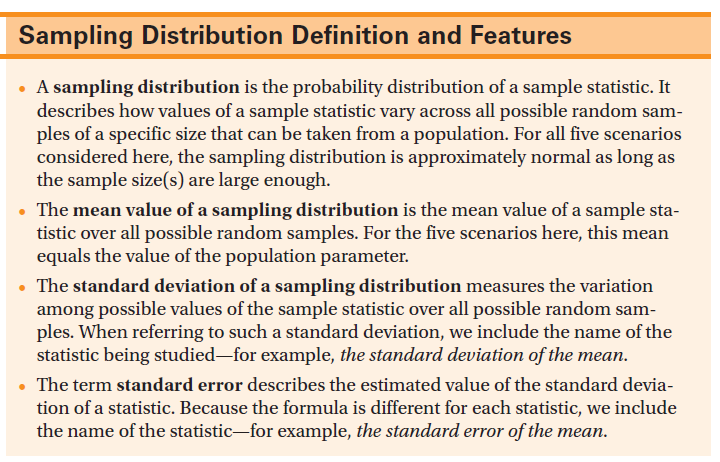 Sampling Distribution Definition and Features
• A sampling distribution is the probability distribution of a sample statistic. It
describes how values of a sample statistic vary across all possible random sam-
ples of a specific size that can be taken from a population. For all five scenarios
considered here, the sampling distribution is approximately normal as long as
the sample size(s) are large enough.
• The mean value of a sampling distribution is the mean value of a sample sta-
tistic over all possible random samples. For the five scenarios here, this mean
equals the value of the population parameter.
• The standard deviation of a sampling distribution measures the variation
among possible values of the sample statistic over all possible random sam-
ples. When referring to such a standard deviation, we include the name of the
statistic being studied—for example, the standard deviation of the mean.
• The term standard error describes the estimated value of the standard devia-
tion of a statistic. Because the formula is different for each statistic, we include
the name of the statistic—for example, the standard error of the mean.